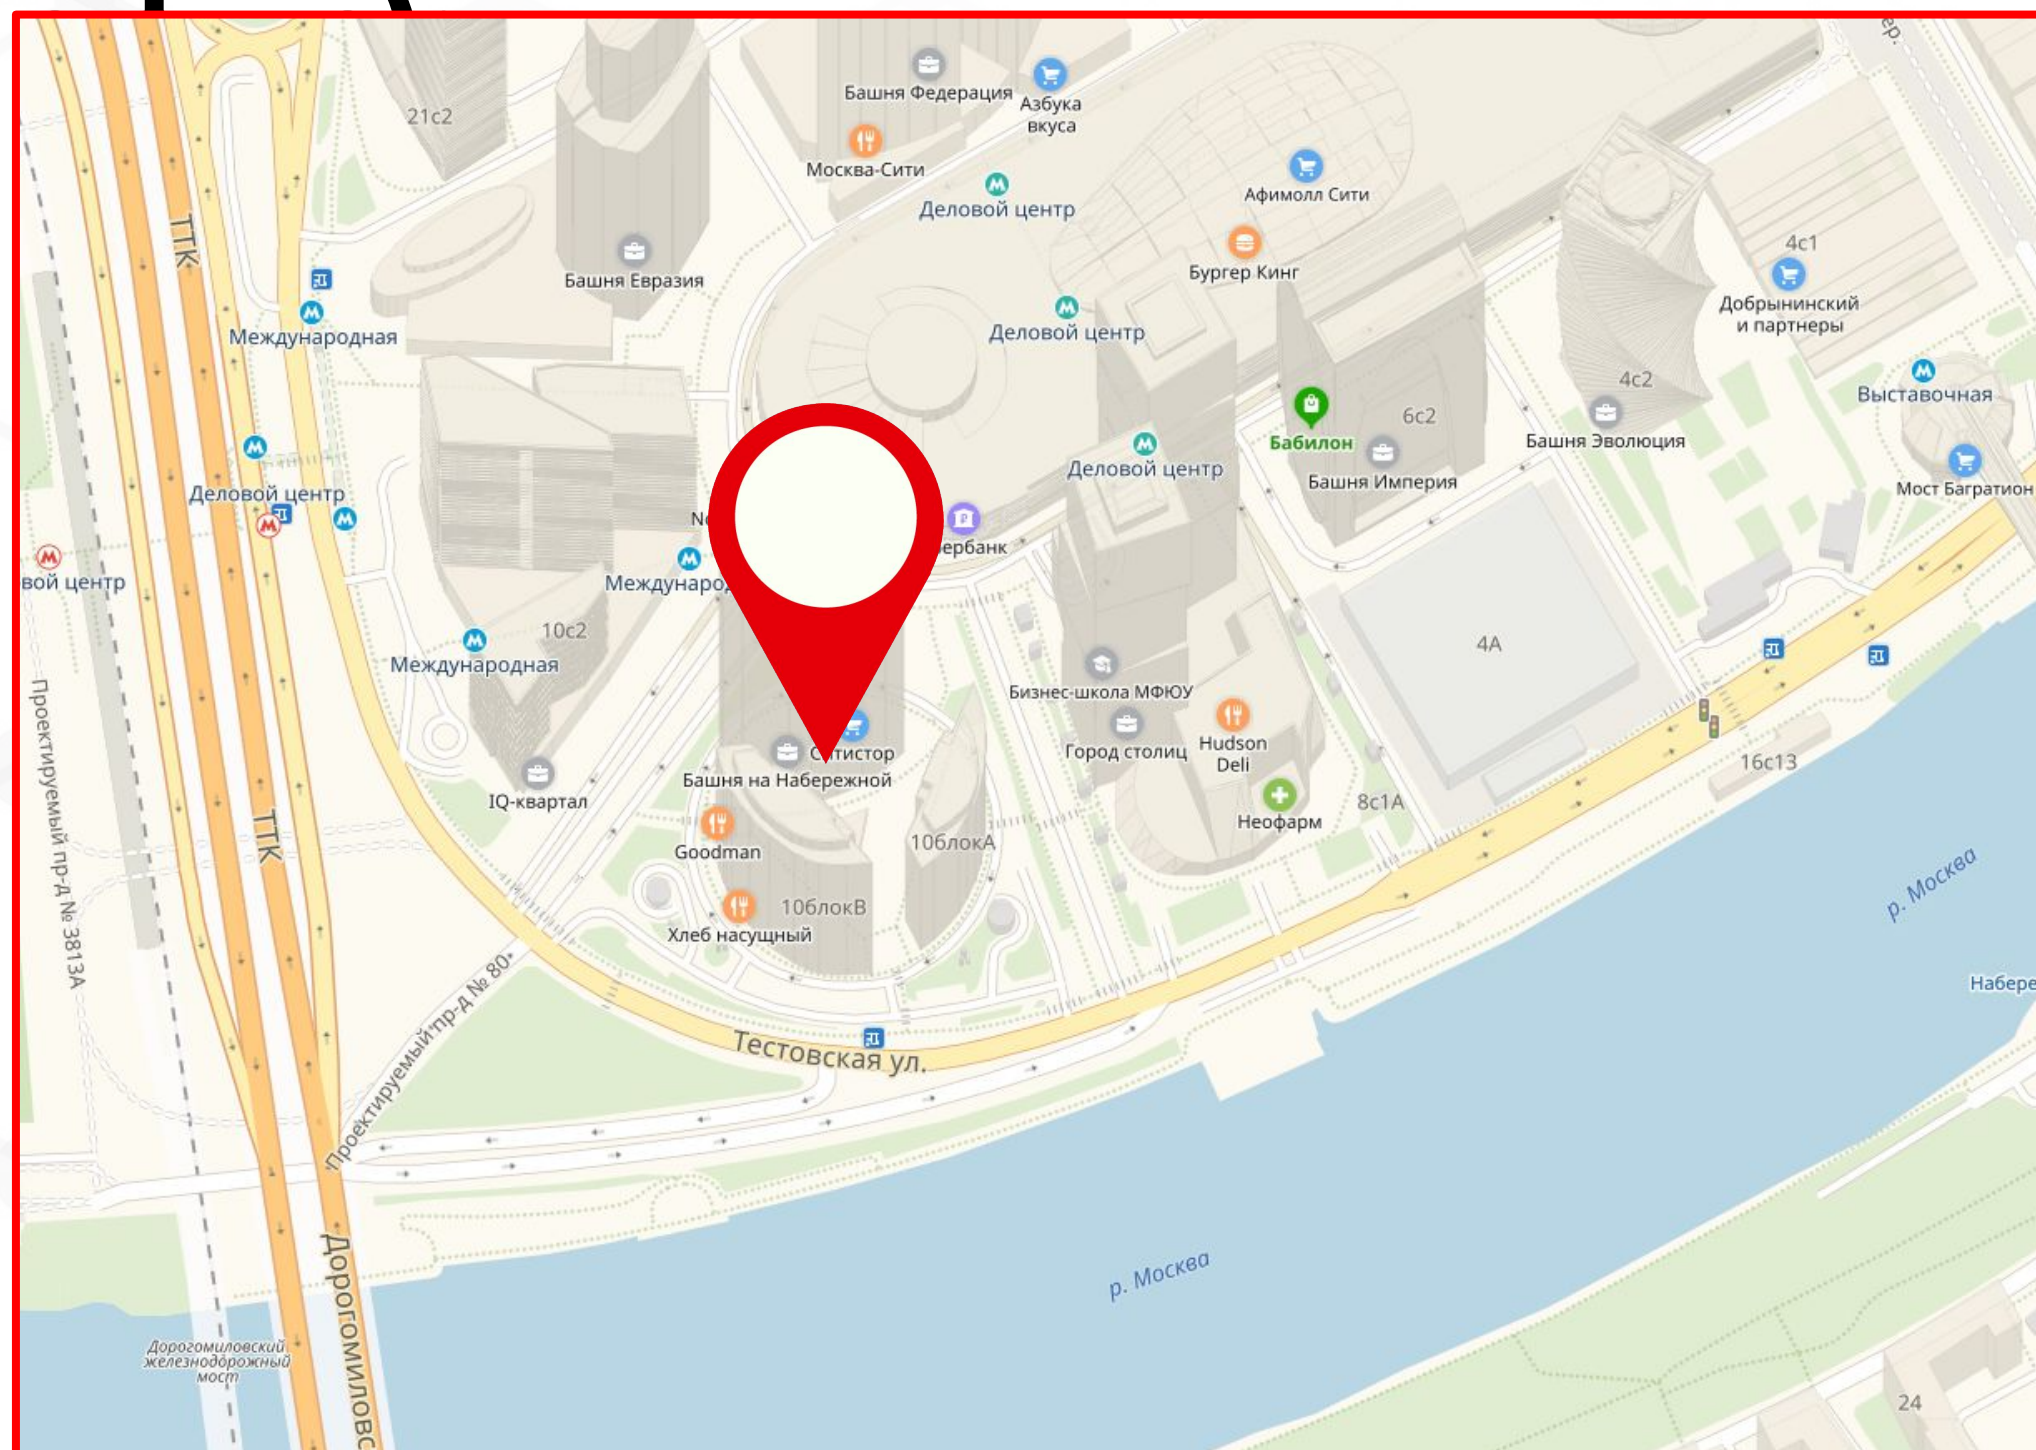 ер.
21с2
Башня Федерация
Азбука
вкуса
Москва-Сити
Деловой центр
Афимолл Сити
ТТК
Бургер Кинг
4с1
Башня Евразия
Добрынинский
и партнеры
Международная
Деловой центр
4с2
Выставочная
6с2
Бабилон
Башня Эволюция
Деловой центр
Башня Империя
Мост Багратион
Деловой центр
ербанк
вой центр
10с2
4А
Международная
Проектируемый пр-д № 3813А
Бизнес-школа МФЮУ
Город столиц
Hudson
Deli
Башня на Набережной
16с13
IQ-квартал
8с1А
Неофарм
ТТК
Goodman
10блокА
р. Москва
10блокВ
Хлеб насущный
Проектируемый пр-д № 80
Набере
Тестовская ул.
р. Москва
Дорогомиловс
Дорогомиловский
железнодорожный
мост
24